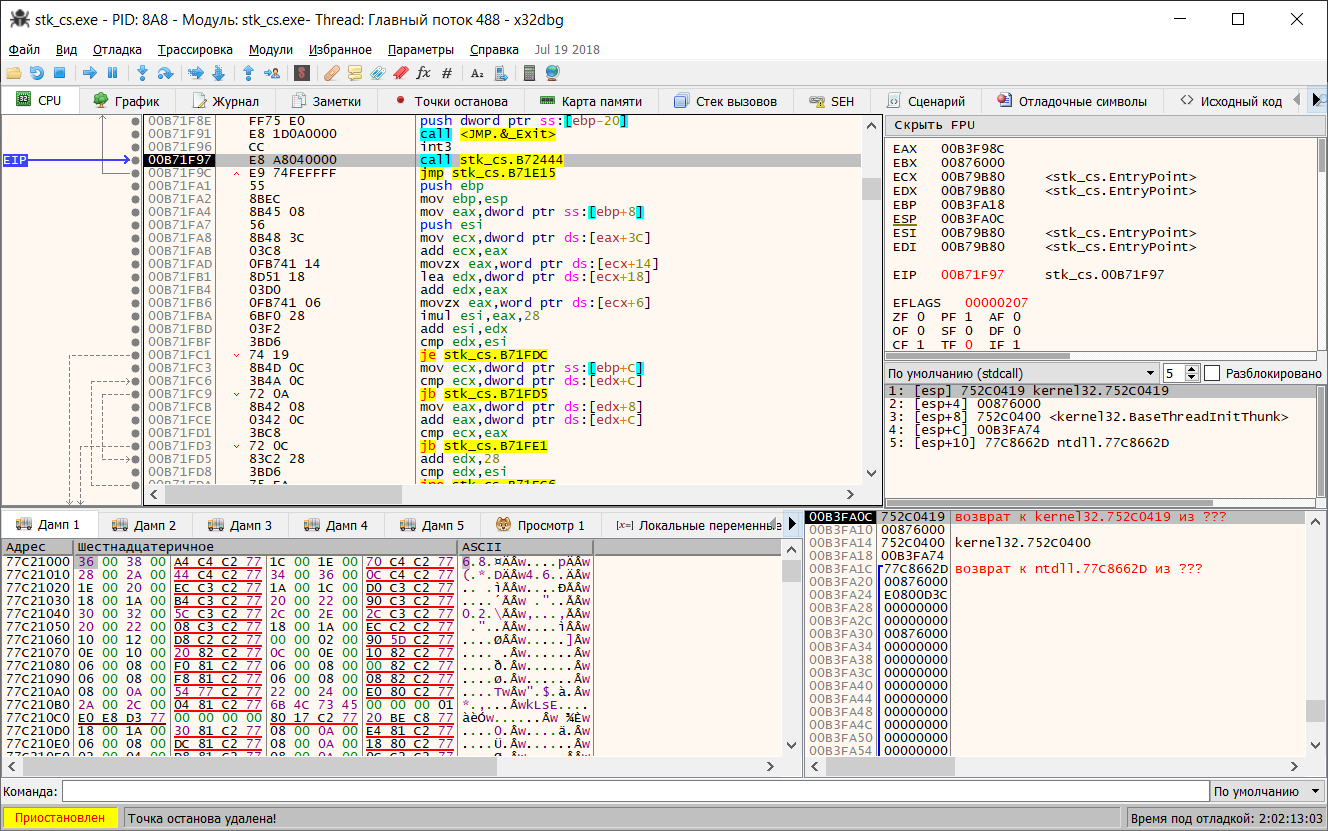 stk_cs.exe - PID: 8A8 - Модуль: stk_cs.exe- Thread: Главный поток 488 - x32dbg
Файл Вид Отладка Трассировка Модули Избранное Параметры Справка Jul 19 2018
CPU График Журнал Заметки Точки останова Карта памяти Стек вызовов SEH Сценарий Отладочные символы Исходный код
00B71F8E FF75 E0 push dword ptr ss:[ebp-20]
00B71F91 E8 1D0A0000 call <JMP.&_Exit>
00B71F96 CC int3
EIP 00B71F97 E8 A8040000 call stk_cs.B72444
00B71F9C E9 74FEFFFF jmp stk_cs.B71E15
00B71FA1 55 push ebp
00B71FA2 8BEC mov ebp,esp
00B71FA4 8B45 08 mov eax,dword ptr ss:[ebp+8]
00B71FA7 56 push esi
00B71FA8 8B48 3C mov ecx,dword ptr ds:[eax+3C]
00B71FAB 03C8 add ecx,eax
00B71FAD 0FB741 14 movzx eax,word ptr ds:[ecx+14]
00B71FB1 8D51 18 lea edx,dword ptr ds:[ecx+18]
00B71FB4 03D0 add edx,eax
00B71FB6 0FB741 06 movzx eax,word ptr ds:[ecx+6]
00B71FBA 6BF0 28 imul esi,eax,28
00B71FBD 03F2 add esi,edx
00B71FBF 3BD6 cmp edx,esi
00B71FC1 74 19 je stk_cs.B71FDC
00B71FC3 8B4D 0C mov ecx,dword ptr ss:[ebp+C]
00B71FC6 3B4A 0C cmp ecx,dword ptr ds:[edx+C]
00B71FC9 72 0A jb stk_cs.B71FD5
00B71FCB 8B42 08 mov eax,dword ptr ds:[edx+8]
00B71FCE 0342 0C add eax,dword ptr ds:[edx+C]
00B71FD1 3BC8 cmp ecx,eax
00B71FD3 72 0C jb stk_cs.B71FE1
00B71FD5 83C2 28 add edx,28
00B71FD8 3BD6 cmp edx,esi
Скрыть FPU
EAX 00B3F98C
EBX 00876000
ECX 00B79B80 <stk_cs.EntryPoint>
EDX 00B79B80 <stk_cs.EntryPoint>
EBP 00B3FA18
ESP 00B3FA0C
ESI 00B79B80 <stk_cs.EntryPoint>
EDI 00B79B80 <stk_cs.EntryPoint>
EIP 00B71F97 stk_cs.00B71F97
EFLAGS 00000207
ZF 0 PF 1 AF 0
OF 0 SF 0 DF 0
CF 1 TF 0 IF 1
По умолчанию (stdcall) 5 Разблокировано
1: [esp] 752C0419 kernel32.752C0419
2: [esp+4] 00876000
3: [esp+8] 752C0400 <kernel32.BaseThreadInitThunk>
4: [esp+C] 00B3FA74
5: [esp+10] 77C8662D ntdll.77C8662D
Дамп 1 Дамп 2 Дамп 3 Дамп 4 Дамп 5 Просмотр 1 [x=] Локальные переменные
Адрес Шестнадцатеричное ASCII
77C21000 36 00 38 00 A4 C4 C2 77 1C 00 1E 00 70 C4 C2 77 6.8.¤ÄÂw....pÄÂw
77C21010 28 00 2A 00 44 C4 C2 77 34 00 36 00 0C C4 C2 77 (.*.DÄÂw4.6..ÄÂw
77C21020 1E 00 20 00 EC C3 C2 77 1A 00 1C 00 D0 C3 C2 77 .. .ìÃÂw....ÐÃÂw
77C21030 18 00 1A 00 B4 C3 C2 77 20 00 22 00 90 C3 C2 77 ....´ÃÂw ."..ÃÂw
77C21040 30 00 32 00 5C C3 C2 77 2C 00 2E 00 2C C3 C2 77 0.2.\ÃÂw,...,ÃÂw
77C21050 20 00 22 00 08 C3 C2 77 18 00 1A 00 EC C2 C2 77 ."..ÃÂw....ìÂÂw
77C21060 10 00 12 00 D8 C2 C2 77 00 00 02 00 90 5D C2 77 ....ØÂÂw.....]Âw
77C21070 0E 00 10 00 20 82 C2 77 0C 00 0E 00 10 82 C2 77 .... .Âw......Âw
77C21080 06 00 08 00 F0 81 C2 77 06 00 08 00 00 82 C2 77 ....ð.Âw......Âw
77C21090 06 00 08 00 F8 81 C2 77 06 00 08 00 08 82 C2 77 ....ø.Âw......Âw
77C210A0 08 00 0A 00 54 77 C2 77 22 00 24 00 E0 80 C2 77 ....TwÂw".$.à.Âw
77C210B0 2A 00 2C 00 04 81 C2 77 6B 4C 73 45 00 00 00 01 *.,...ÂwkLsE....
77C210C0 E0 E8 D3 77 00 00 00 00 80 17 C2 77 20 BE C8 77 àèÓw......Âw ¾Èw
77C210D0 18 00 1A 00 30 81 C2 77 08 00 0A 00 E4 81 C2 77 ....0.Âw....ä.Âw
77C210E0 06 00 08 00 DC 81 C2 77 08 00 0A 00 18 80 C2 77 ....Ü.Âw......Âw
00B3FA0C 752C0419 возврат к kernel32.752C0419 из ???
00B3FA10 00876000
00B3FA14 752C0400 kernel32.752C0400
00B3FA18 00B3FA74
00B3FA1C 77C8662D возврат к ntdll.77C8662D из ???
00B3FA20 00876000
00B3FA24 E0800D3C
00B3FA28 00000000
00B3FA2C 00000000
00B3FA30 00876000
00B3FA34 00000000
00B3FA38 00000000
00B3FA3C 00000000
00B3FA40 00000000
00B3FA44 00000000
00B3FA48 00000000
00B3FA4C 00000000
00B3FA50 00000000
00B3FA54 00000000
Команда: По умолчанию
Приостановлен Точка останова удалена! Время под отладкой: 2:02:13:03